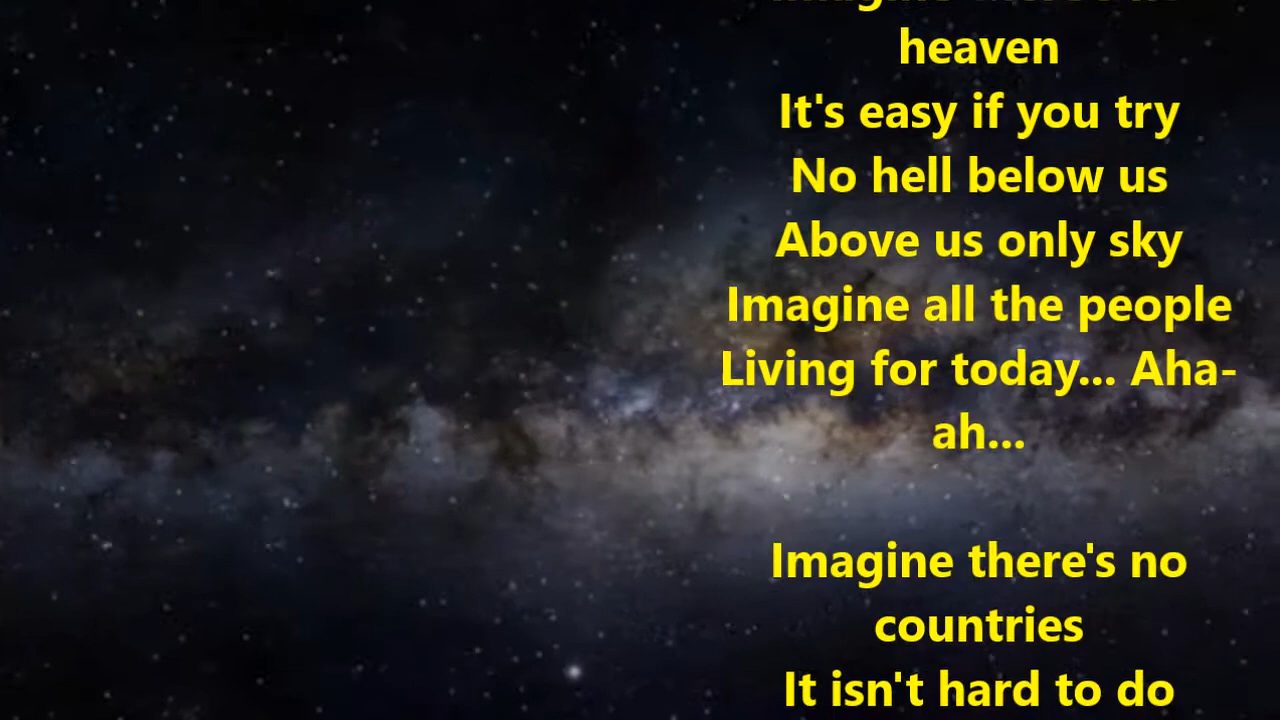 Imagine
heaven
It's easy if you try
No hell below us
Above us only sky
Imagine all the people
Living for today... Aha-
ah...
Imagine there's no
countries
It isn't hard to do